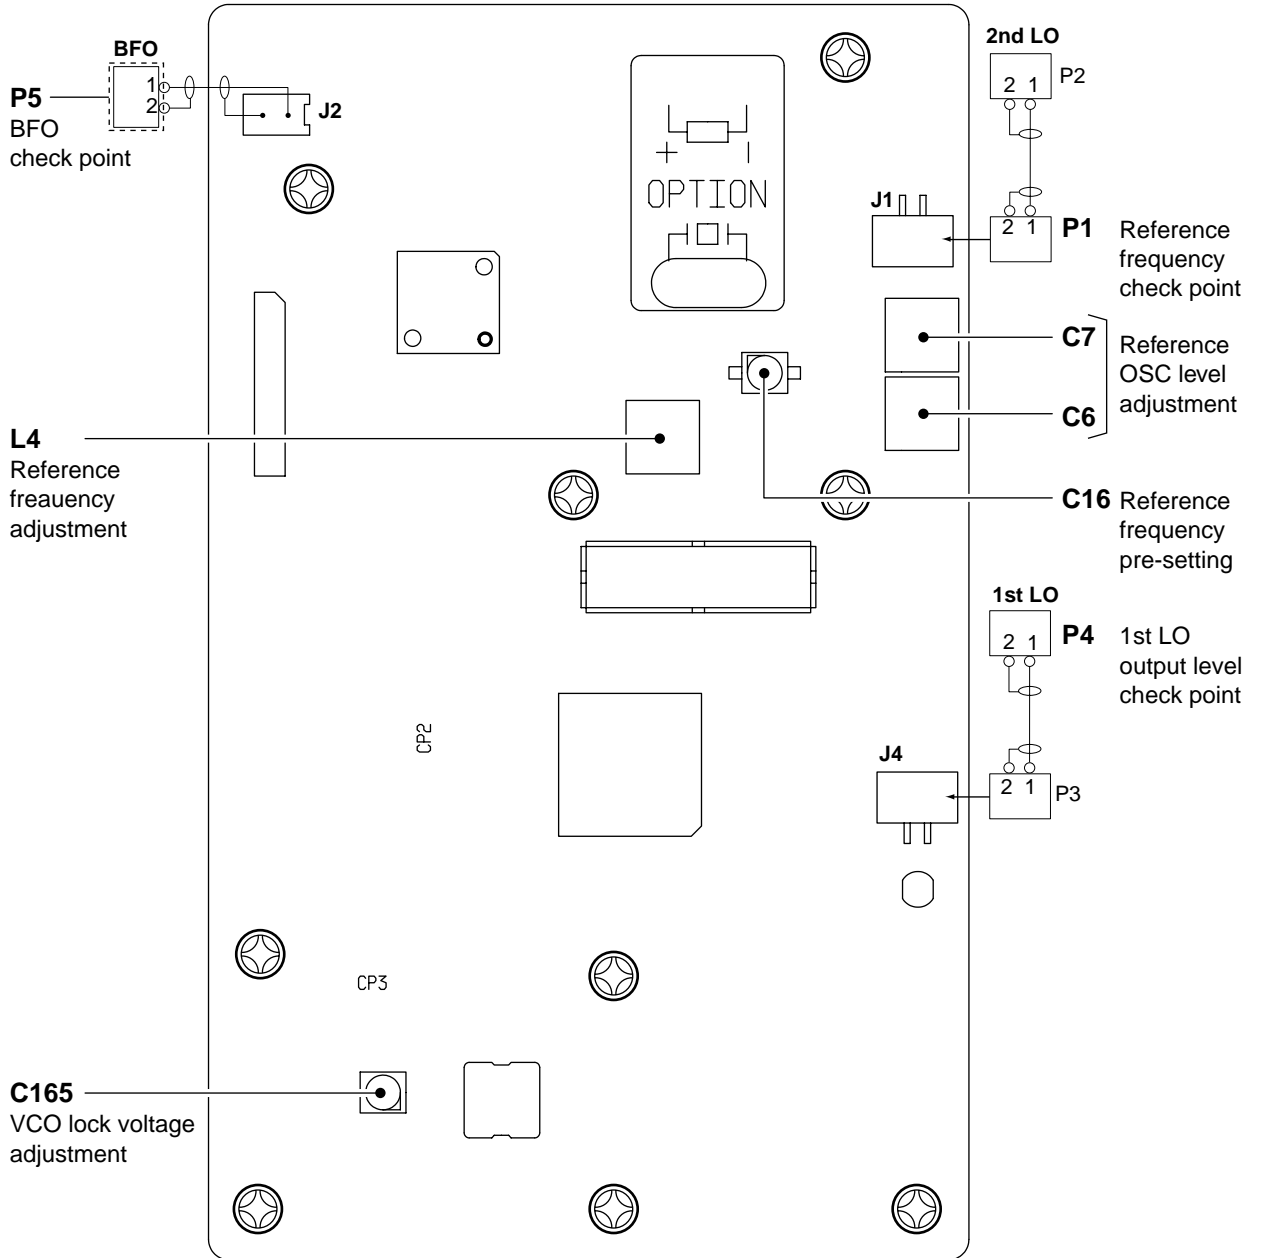 BFO
P5
BFO
check point
1
2
J2
+ –
OPTION
2nd LO
2 1
P2
J1
2 1
P1 Reference
frequency
check point
C7
C6
Reference
OSC level
adjustment
L4
Reference
freauency
adjustment
C16 Reference
frequency
pre-setting
1st LO
2 1
P4 1st LO
output level
check point
CP2
J4
2 1
P3
CP3
C165
VCO lock voltage
adjustment